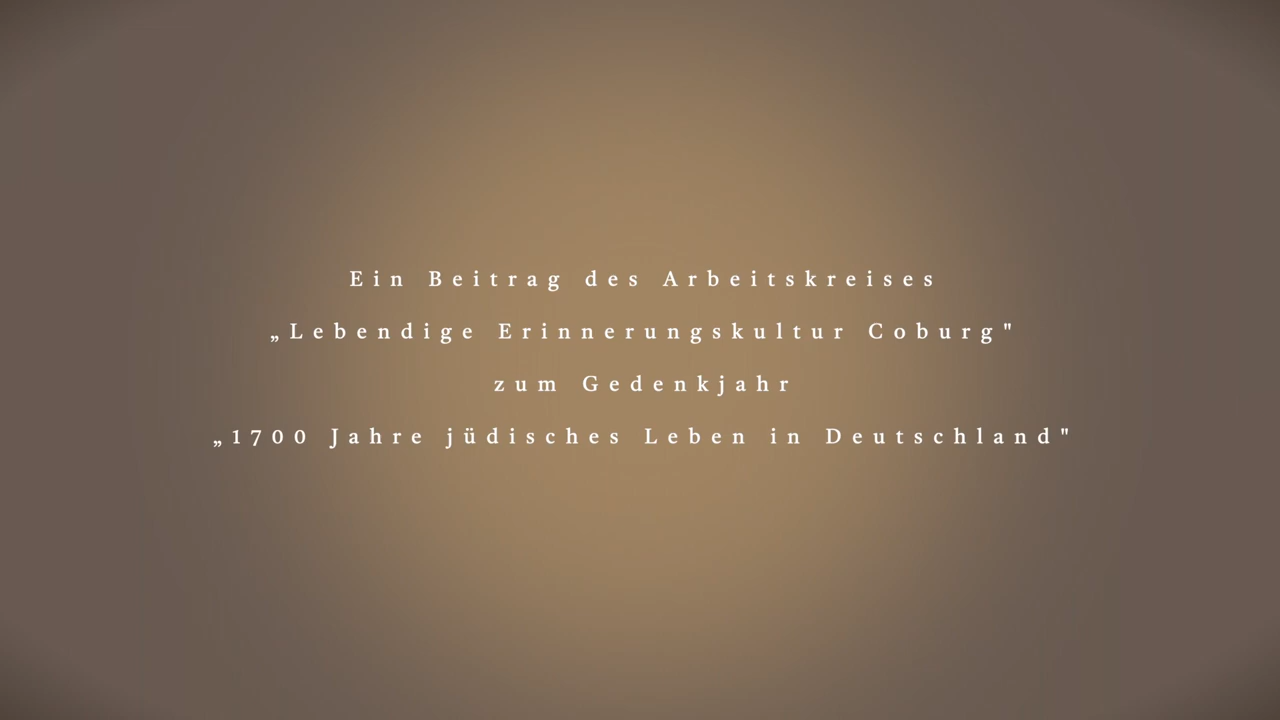 Ein Beitrag des Arbeitskreises
„Lebendige Erinnerungskultur Coburg"
zum Gedenkjahr
„1700 Jahre jüdisches Leben in Deutschland"